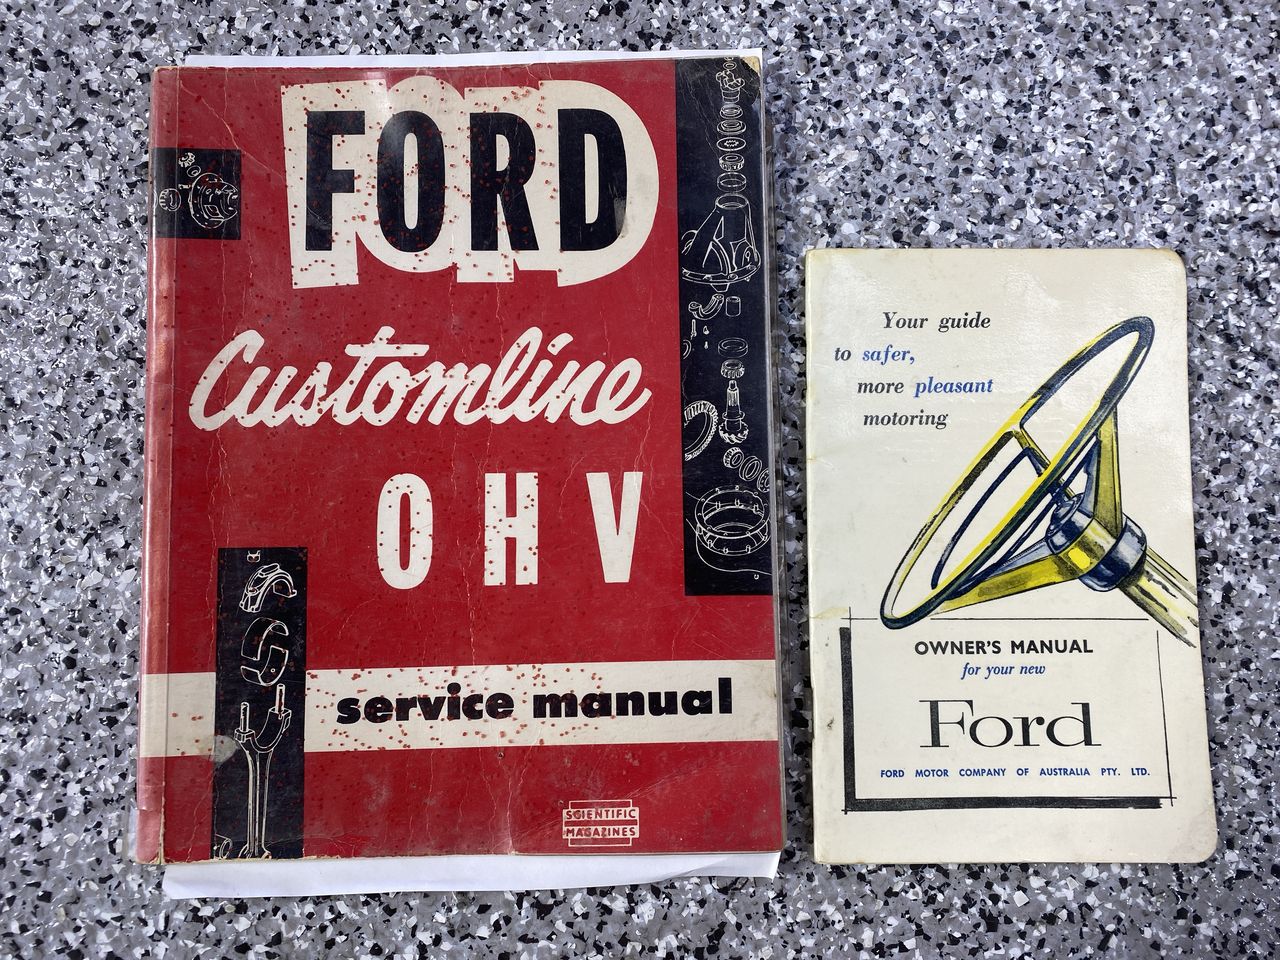 FORD
Customline
OHV
service manual
SCIENTIFIC
MAGAZINES
Your guide
to safer,
more pleasant
motoring
OWNER'S MANUAL
for your new
Ford
FORD MOTOR COMPANY OF AUSTRALIA PTY. LTD.